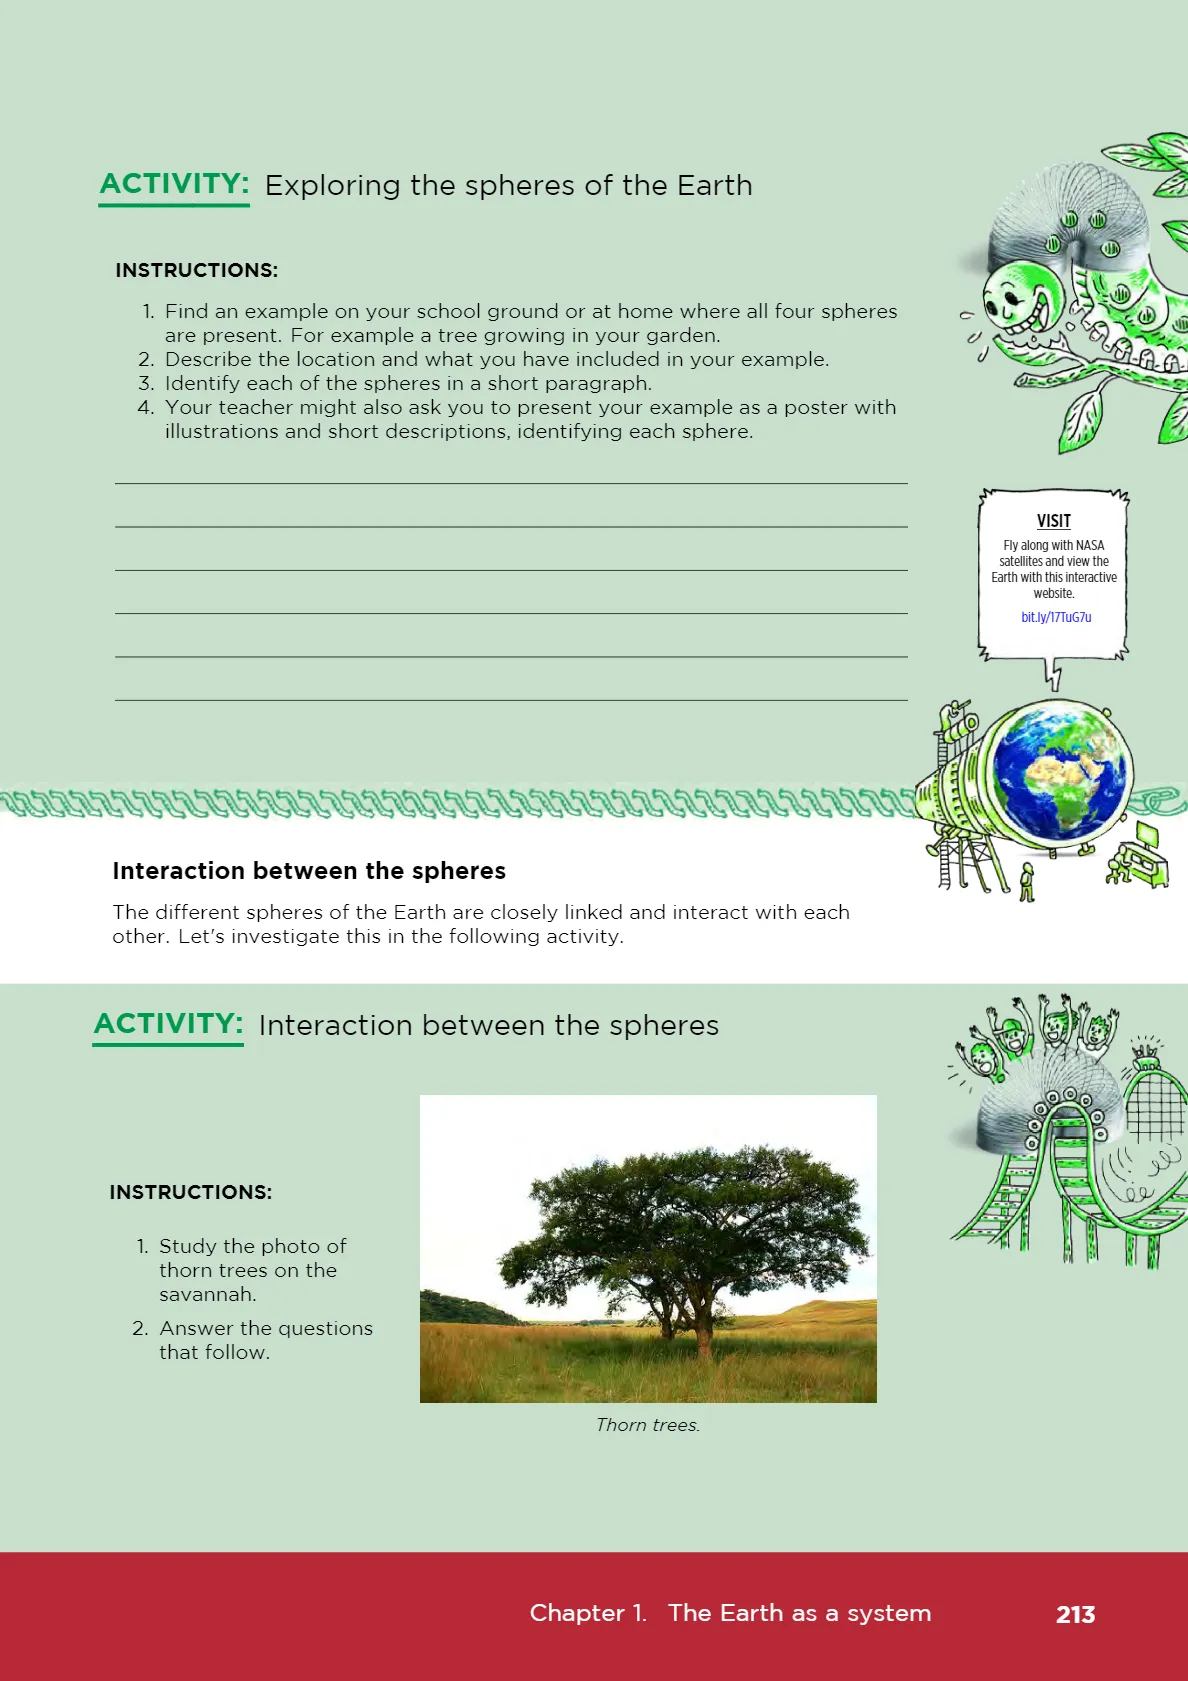 ACTIVITY: Exploring the spheres of the Earth
INSTRUCTIONS:
1. Find an example on your school ground or at home where all four spheres
are present. For example a tree growing in your garden.
2. Describe the location and what you have included in your example.
3. Identify each of the spheres in a short paragraph.
4. Your teacher might also ask you to present your example as a poster with
illustrations and short descriptions, identifying each sphere.
VISIT
Fly along with NASA
satellites and view the
Earth with this interactive
website.
bit.ly/17TuG7u
Interaction between the spheres
The different spheres of the Earth are closely linked and interact with each
other. Let's investigate this in the following activity.
ACTIVITY: Interaction between the spheres
INSTRUCTIONS:
1. Study the photo of
thorn trees on the
savannah.
2. Answer the questions
that follow.
Thorn trees.
Chapter 1. The Earth as a system 213